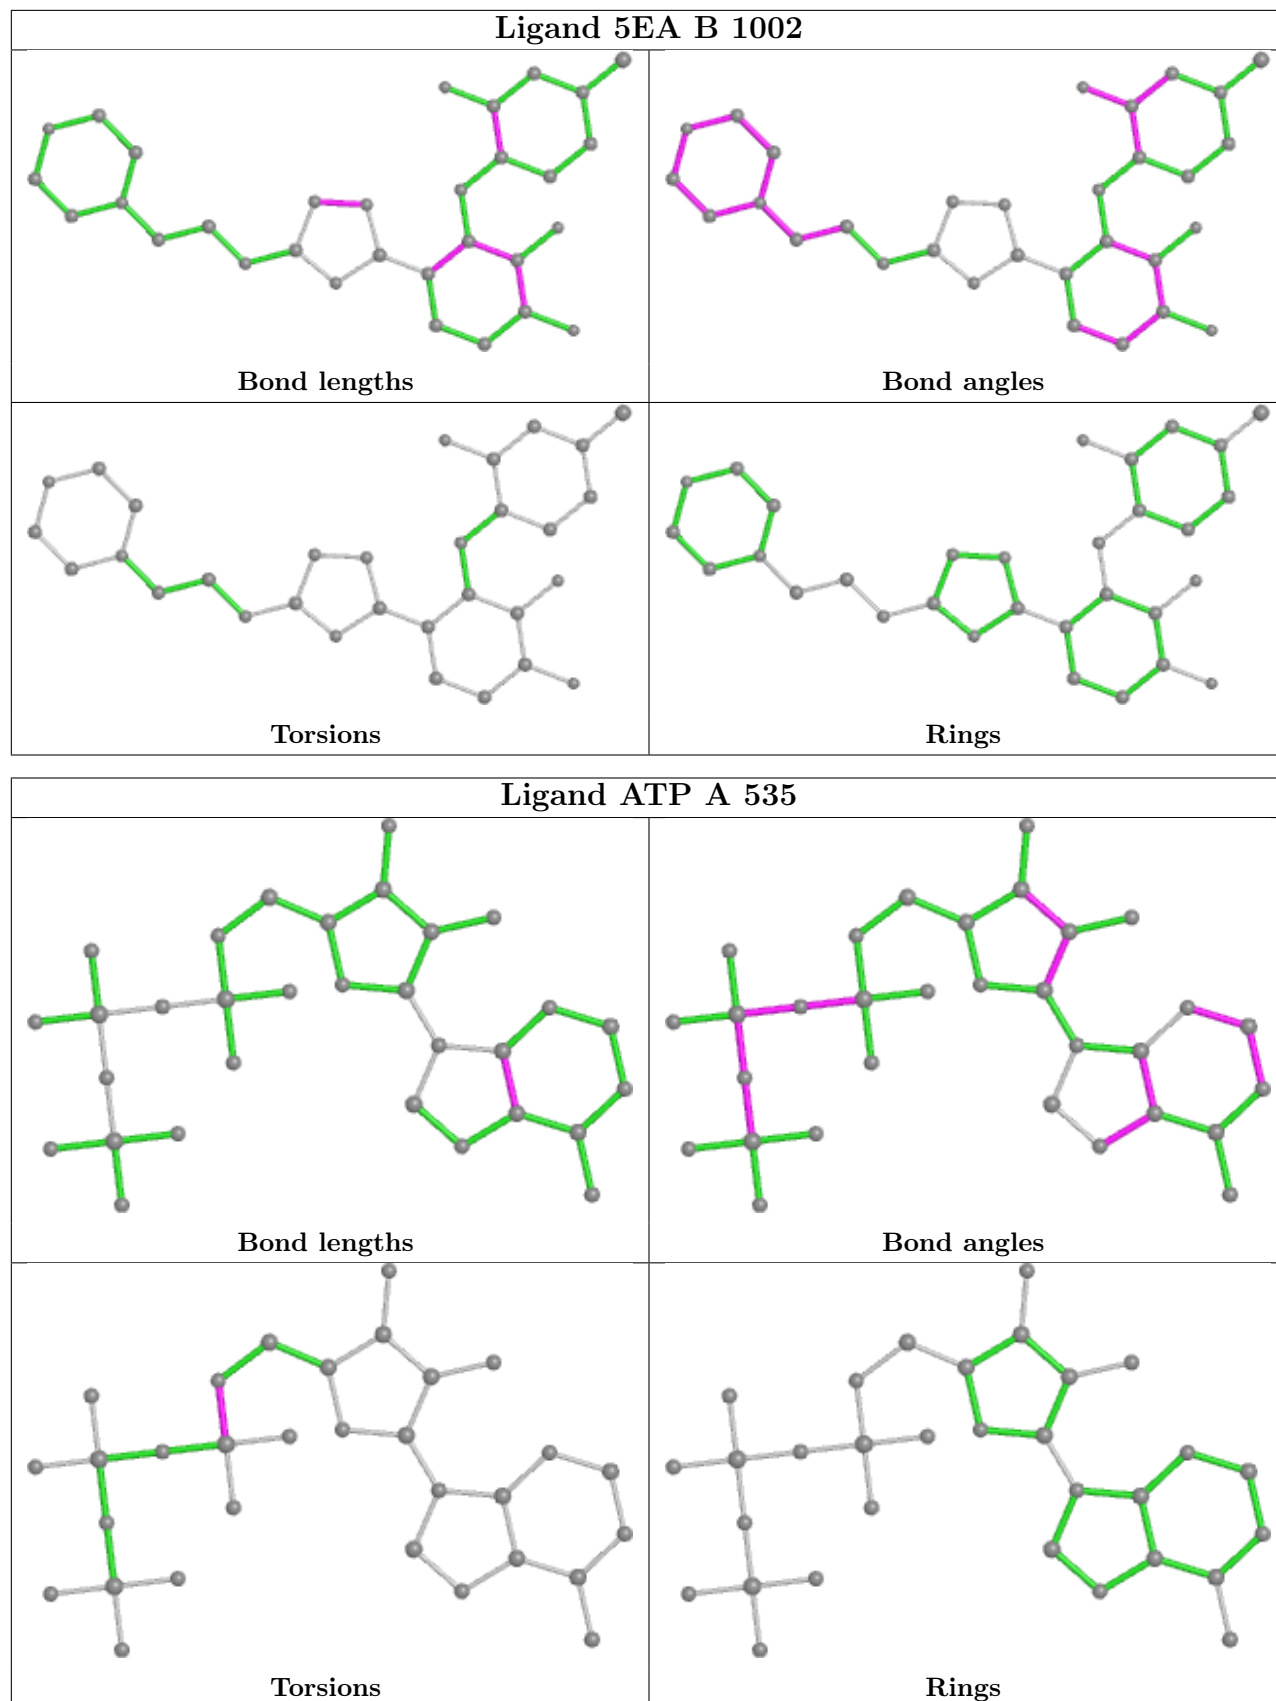 Ligand 5EA B 1002
Bond lengths
Bond angles
Torsions
Rings
Ligand ATP A 535
Bond lengths
Bond angles
Torsions
Rings